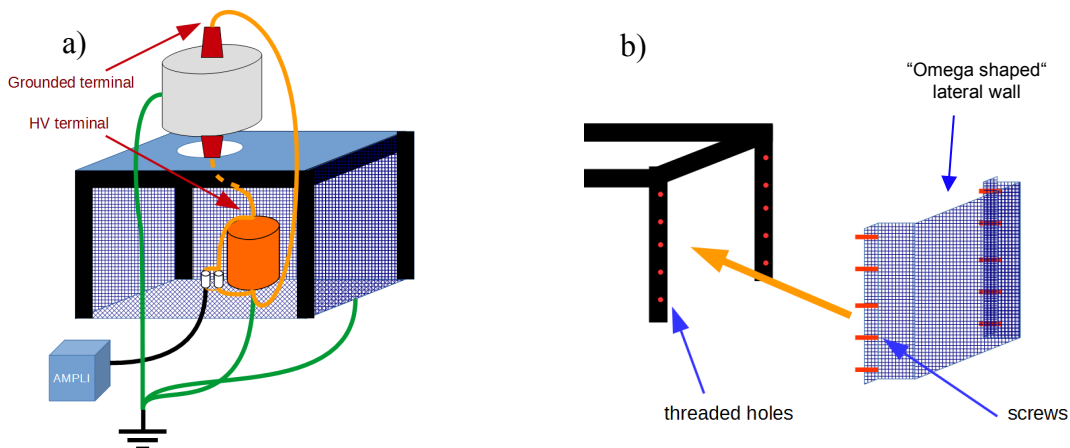 a)
Grounded terminal
HV terminal
AMPLI
b)
“Omega shaped“
lateral wall
threaded holes
screws